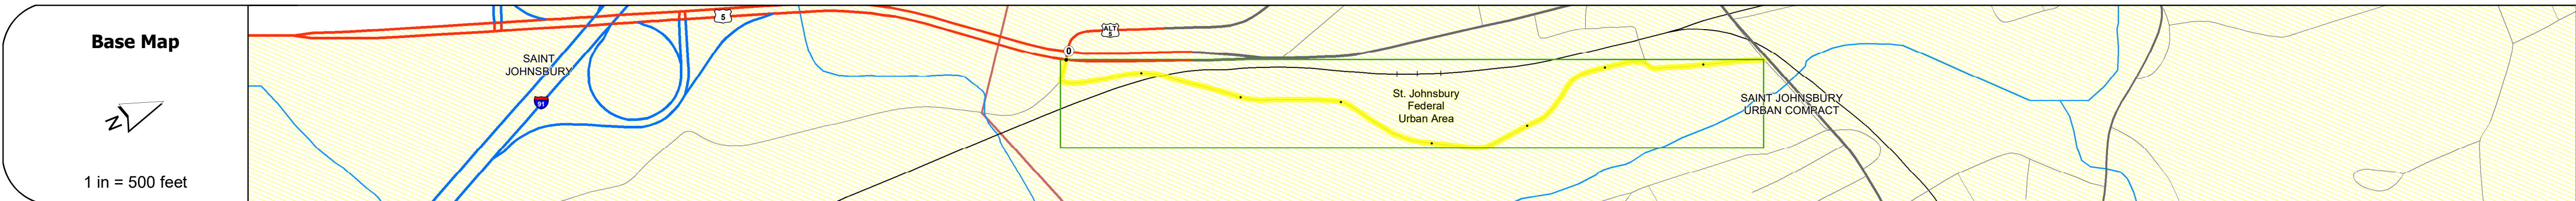 Base Map
N
1 in = 500 feet
5
SAINT
JOHNSBURY
91
0
ALT
5
St. Johnsbury
Federal
Urban Area
SAINT JOHNSBURY
URBAN COMPACT